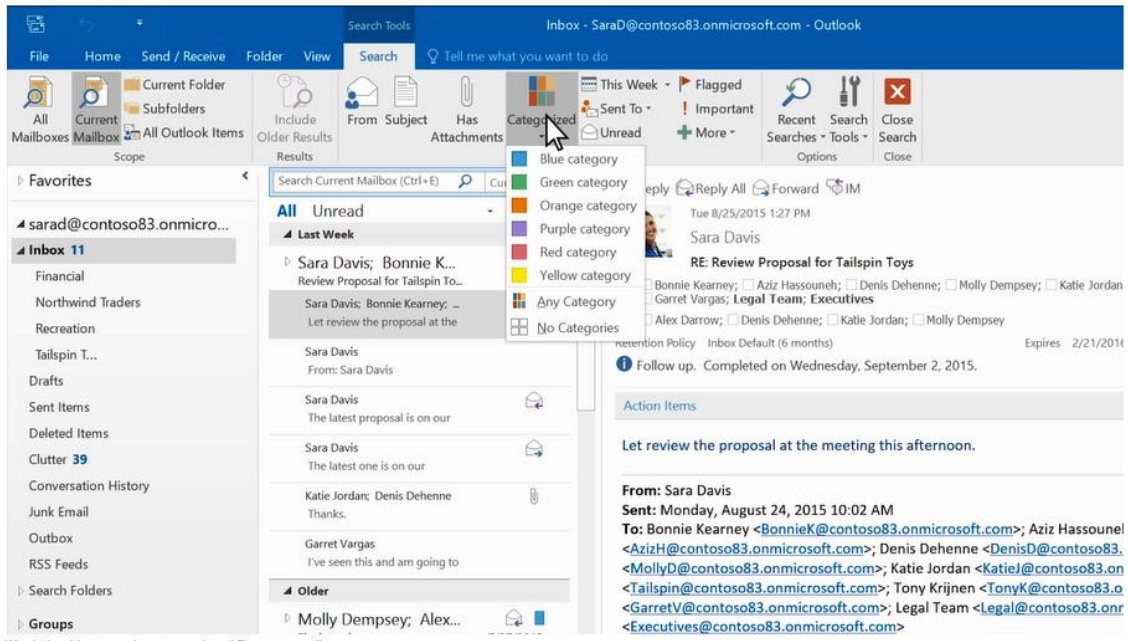 Search Tools
Inbox - SaraD@contoso83.onmicrosoft.com - Outlook
File Home Send / Receive Folder View Search Tell me what you want to do
All Mailboxes
Current Mailbox
Current Folder
Subfolders
All Outlook Items
Scope
Include Older Results
Results
From
Subject
Has Attachments
Categorized
This Week
Sent To
Unread
Flagged
! Important
More
Recent Searches
Search Tools
Options
Close Search
Close
Blue category
Green category
Orange category
Purple category
Red category
Yellow category
Any Category
No Categories
Favorites
sarad@contoso83.onmicro...
Inbox 11
Financial
Northwind Traders
Recreation
Tailspin T...
Drafts
Sent Items
Deleted Items
Clutter 39
Conversation History
Junk Email
Outbox
RSS Feeds
Search Folders
Groups
Search Current Mailbox (Ctrl+E)
Cu
All Unread
Last Week
Sara Davis; Bonnie K...
Review Proposal for Tailspin To...
Sara Davis; Bonnie Kearney; ...
Let review the proposal at the
Sara Davis
From: Sara Davis
Sara Davis
The latest proposal is on our
Sara Davis
The latest one is on our
Katie Jordan; Denis Dehenne
Thanks.
Garret Vargas
I've seen this and am going to
Older
Molly Dempsey; Alex...
eply Reply All Forward IM
Tue 8/25/2015 1:27 PM
Sara Davis
RE: Review Proposal for Tailspin Toys
Bonnie Kearney; Aziz Hassouneh; Denis Dehenne; Molly Dempsey; Katie Jordan
Garret Vargas; Legal Team; Executives
Alex Darrow; Denis Dehenne; Katie Jordan; Molly Dempsey
Retention Policy Inbox Default (6 months) Expires 2/21/2016
Follow up. Completed on Wednesday, September 2, 2015.
Action Items
Let review the proposal at the meeting this afternoon.
From: Sara Davis
Sent: Monday, August 24, 2015 10:02 AM
To: Bonnie Kearney <BonnieK@contoso83.onmicrosoft.com>; Aziz Hassounel
<AzizH@contoso83.onmicrosoft.com>; Denis Dehenne <DenisD@contoso83.
<MollyD@contoso83.onmicrosoft.com>; Katie Jordan <KatieJ@contoso83.on
<Tailspin@contoso83.onmicrosoft.com>; Tony Krijnen <TonyK@contoso83.o
<GarretV@contoso83.onmicrosoft.com>; Legal Team <Legal@contoso83.onr
<Executives@contoso83.onmicrosoft.com>